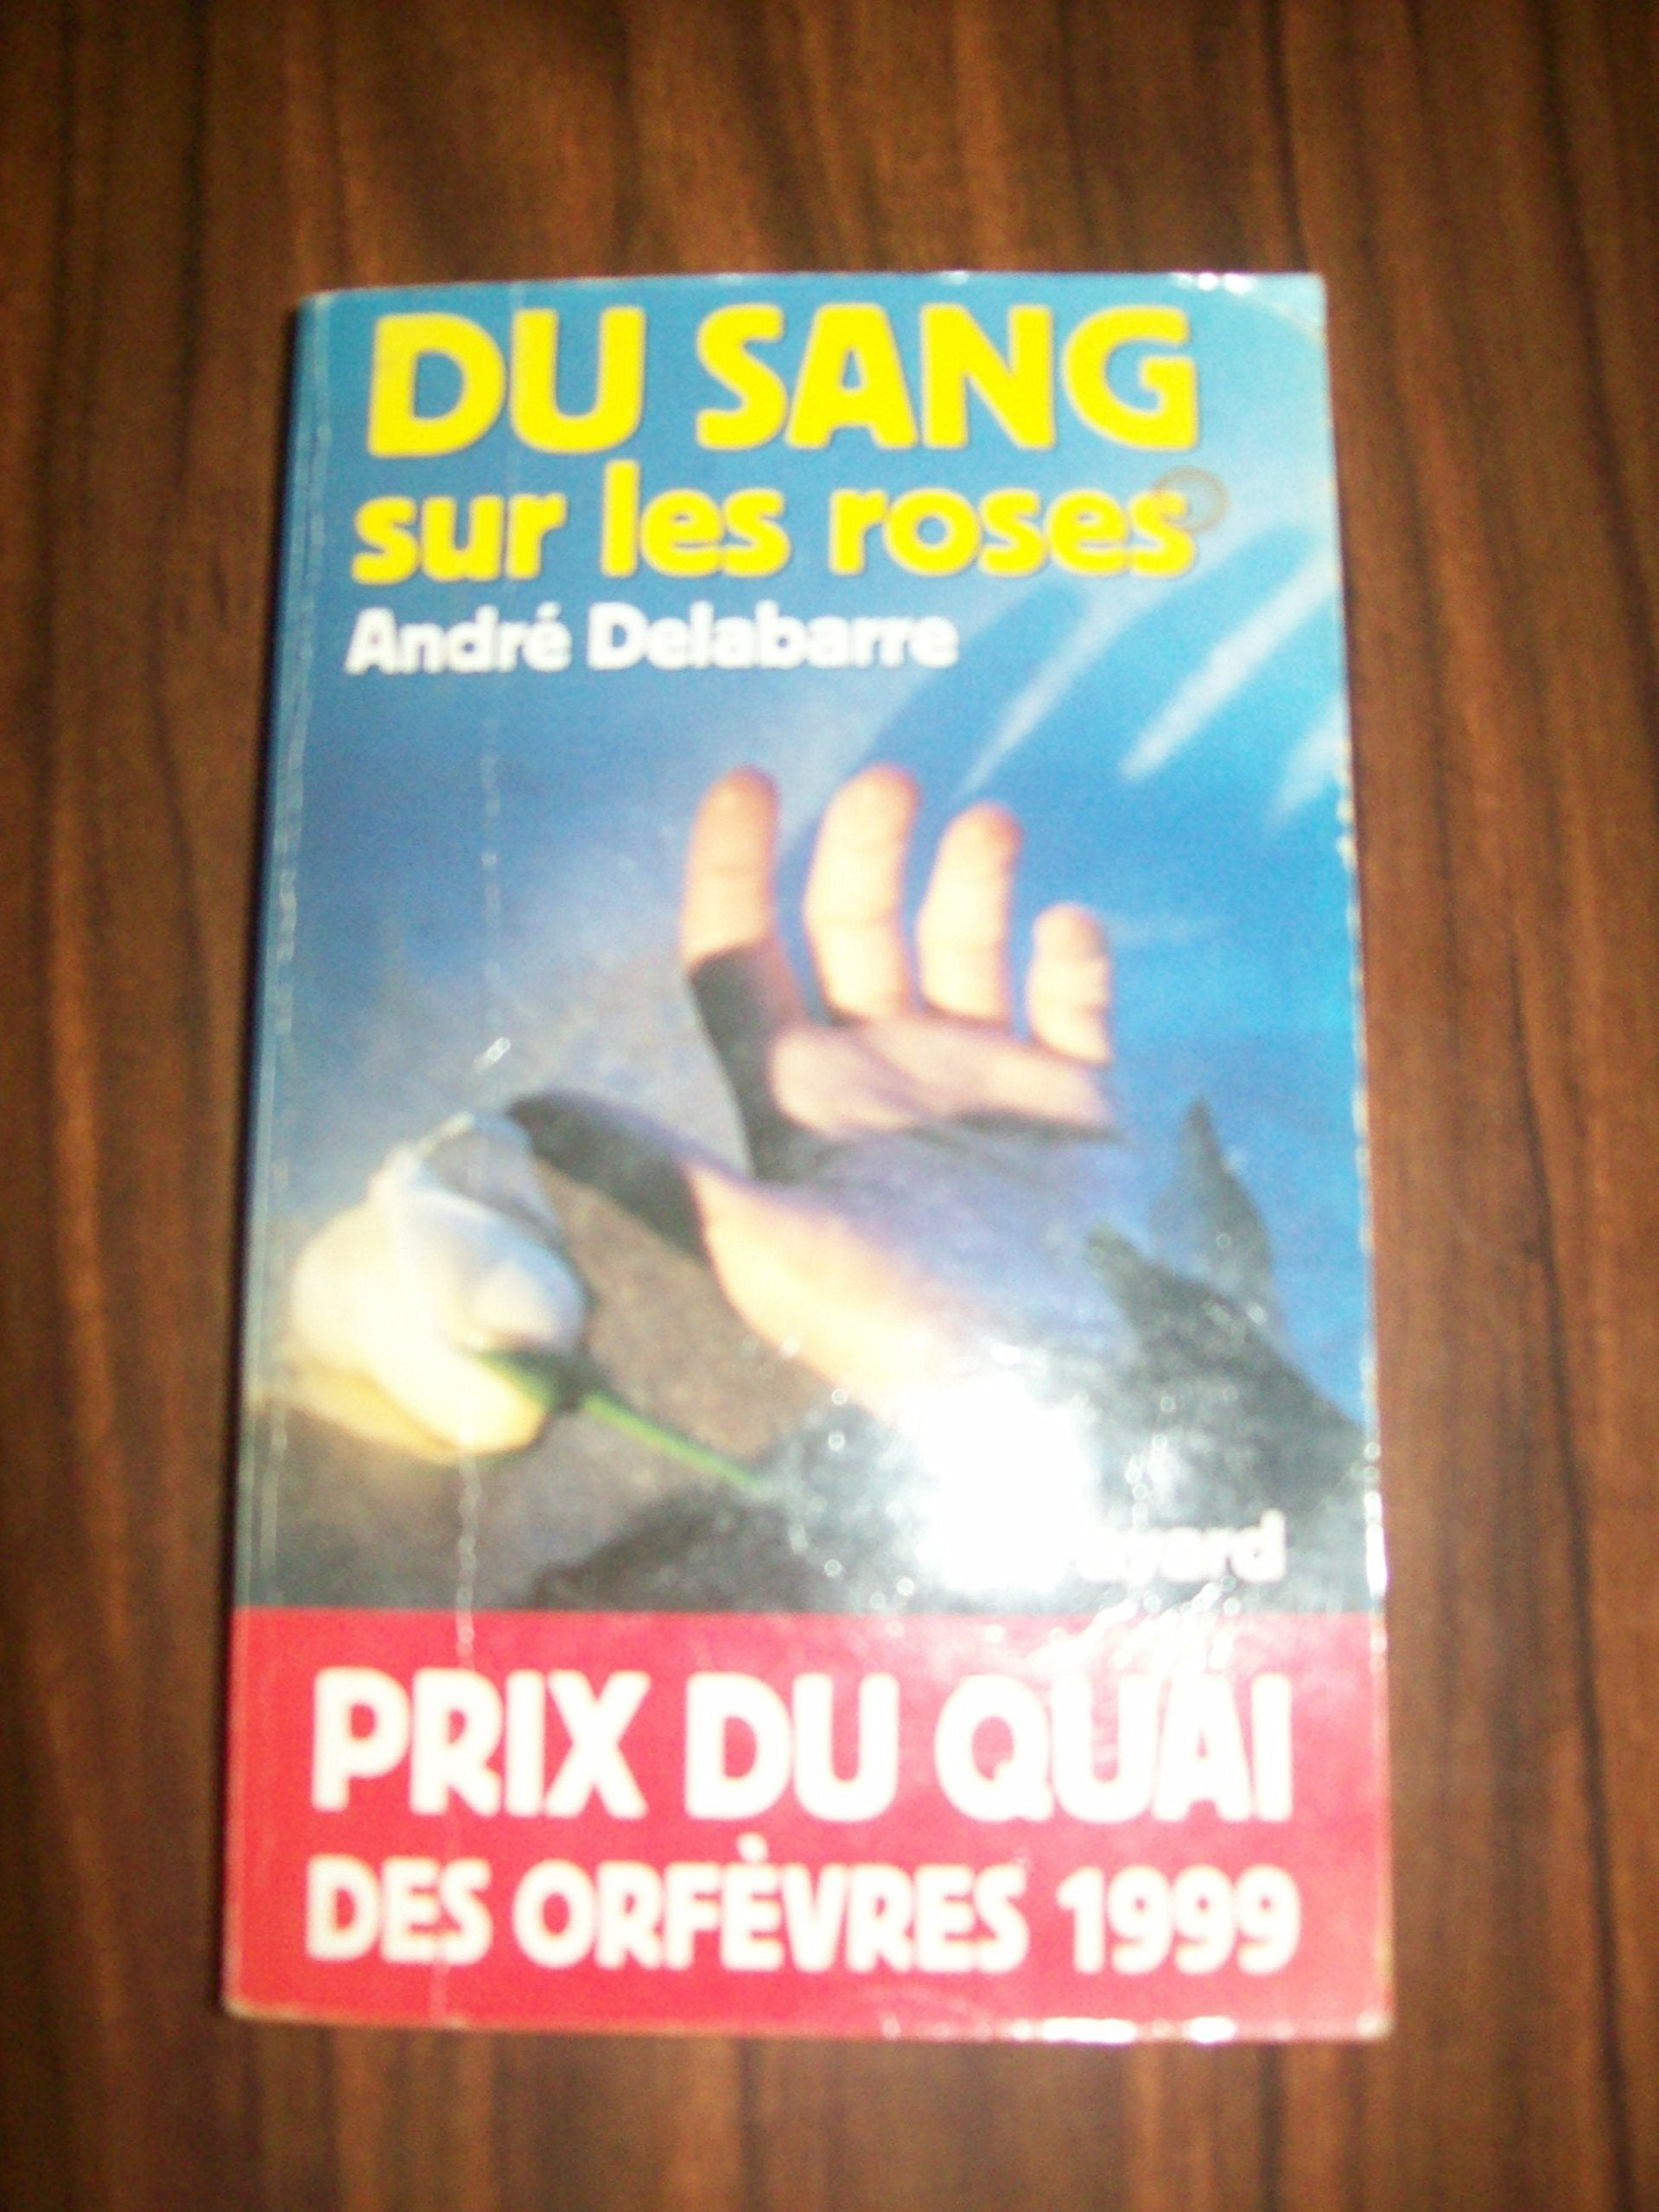 DU SANG
sur les roses
André Delabarre
PRIX DU QUAI
DES ORFÈVRES 1999